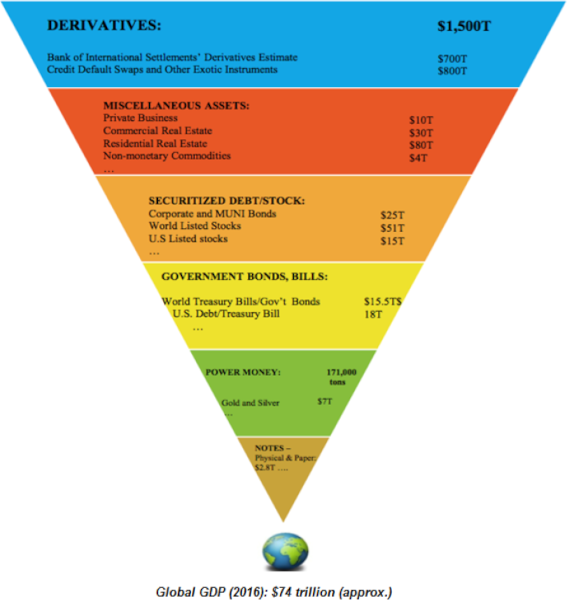 DERIVATIVES: $1,500T
Bank of International Settlements' Derivatives Estimate $700T
Credit Default Swaps and Other Exotic Instruments $800T
MISCELLANEOUS ASSETS:
Private Business $10T
Commercial Real Estate $30T
Residential Real Estate $80T
Non-monetary Commodities $4T
...
SECURITIZED DEBT/STOCK:
Corporate and MUNI Bonds $25T
World Listed Stocks $51T
U.S Listed stocks $15T
...
GOVERNMENT BONDS, BILLS:
World Treasury Bills/Gov't Bonds $15.5T$
U.S. Debt/Treasury Bill 18T
...
POWER MONEY: 171,000
tons
Gold and Silver $7T
...
NOTES –
Physical & Paper:
$2.8T ....
Global GDP (2016): $74 trillion (approx.)